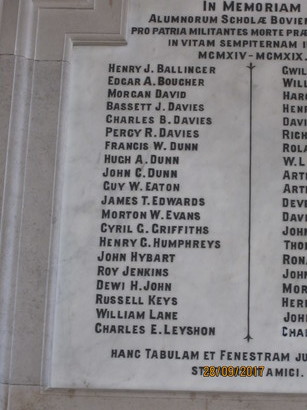 IN MEMORIAM
ALUMNORUM SCHOLÆ
PRO PATRIA MILITANTES MORTE
IN VITAM SEMPITERNAM
MCMXIV - MCMXIX.
HENRY J. BALLINGER
EDGAR A. BOUCHER
MORGAN DAVID
BASSETT J. DAVIES
CHARLES B. DAVIES
PERCY R. DAVIES
FRANCIS W. DUNN
HUGH A. DUNN
JOHN C. DUNN
GUY W. EATON
JAMES T. EDWARDS
MORTON W. EVANS
CYRIL G. GRIFFITHS
HENRY G. HUMPHREYS
JOHN HYBART
ROY JENKINS
DEWI H. JOHN
RUSSELL KEYS
WILLIAM LANE
CHARLES E. LEYSHON
HANC TABULAM ET FENESTRAM
AMICI.
28/09/2017